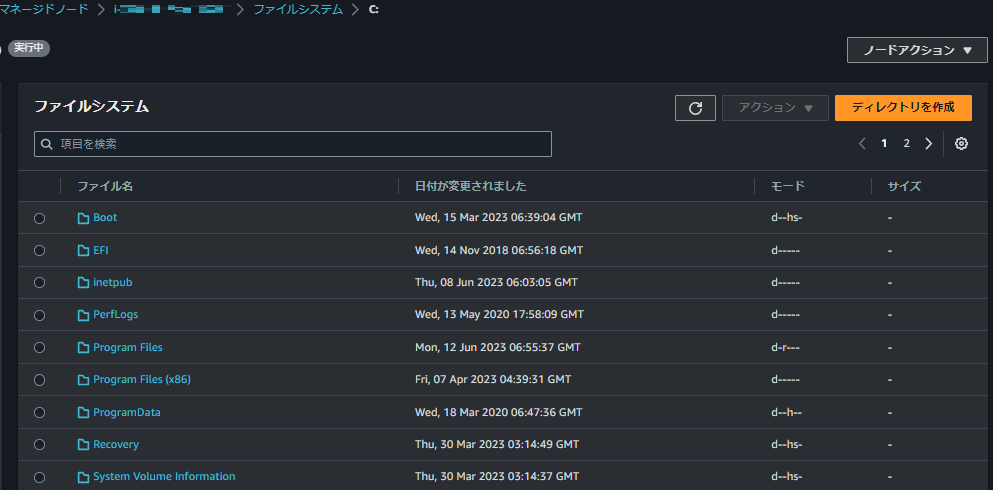 マネージドノード > i- > ファイルシステム > C:
実行中
ノードアクション ▼
ファイルシステム
アクション ▼
ディレクトリを作成
項目を検索
< 1 2 >
ファイル名 日付が変更されました モード サイズ
Boot Wed, 15 Mar 2023 06:39:04 GMT d--hs- -
EFI Wed, 14 Nov 2018 06:56:18 GMT d----- -
inetpub Thu, 08 Jun 2023 06:03:05 GMT d----- -
PerfLogs Wed, 13 May 2020 17:58:09 GMT d----- -
Program Files Mon, 12 Jun 2023 06:55:37 GMT d-r--- -
Program Files (x86) Fri, 07 Apr 2023 04:39:31 GMT d----- -
ProgramData Wed, 18 Mar 2020 06:47:36 GMT d--h-- -
Recovery Thu, 30 Mar 2023 03:14:49 GMT d--hs- -
System Volume Information Thu, 30 Mar 2023 03:14:37 GMT d--hs- -